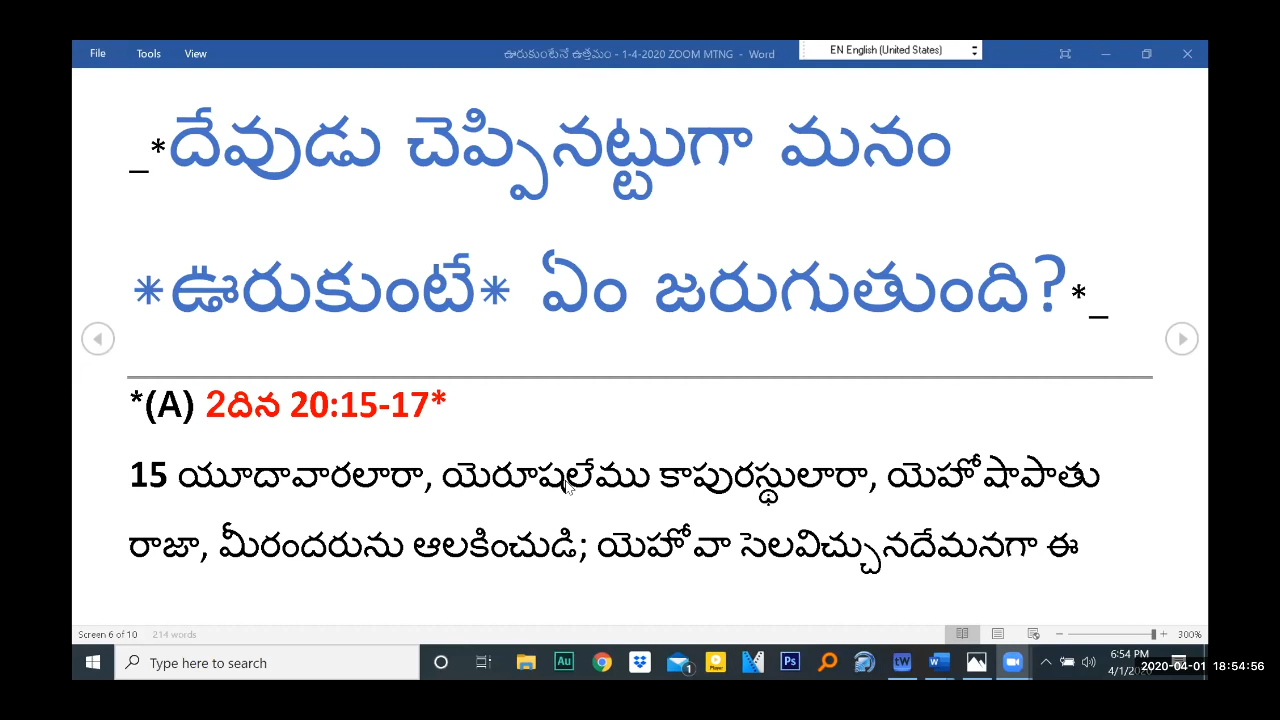 File Tools View ఊరుకుంటేనే ఉత్తమం - 1-4-2020 ZOOM MTNG - Word EN English (United States)
_*దేవుడు చెప్పినట్టుగా మనం
*ఊరుకుంటే* ఏం జరుగుతుంది?*_
*(A) 2దిన 20:15-17*
15 యూదావారలారా, యెరూషలేము కాపురస్థులారా, యెహోషాపాతు
రాజా, మీరందరును ఆలకించుడి; యెహోవా సెలవిచ్చునదేమనగా ఈ
Screen 6 of 10 214 words 300%
Type here to search
6:54 PM
4/1/202
2020-04-01 18:54:56